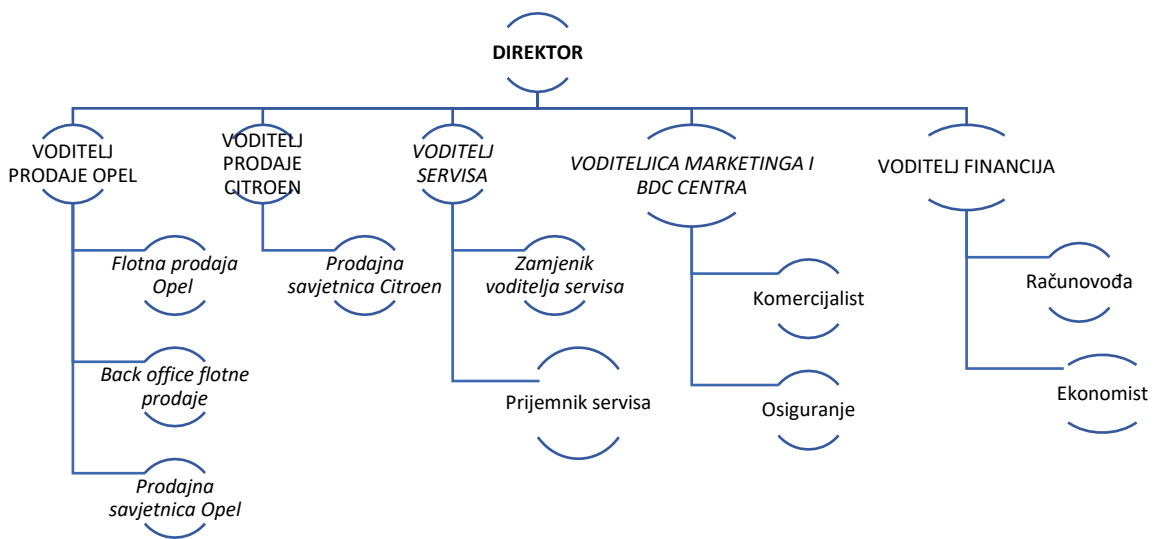 DIREKTOR
VODITELJ
PRODAJE OPEL
VODITELJ
PRODAJE
CITROEN
VODITELJ
SERVISA
VODITELJICA MARKETINGA I
BDC CENTRA
VODITELJ FINANCIJA
Flotna prodaja
Opel
Back office flotne
prodaje
Prodajna
savjetnica Opel
Prodajna
savjetnica Citroen
Zamjenik
voditelja servisa
Prijemnik servisa
Komercijalist
Osiguranje
Računovođa
Ekonomist